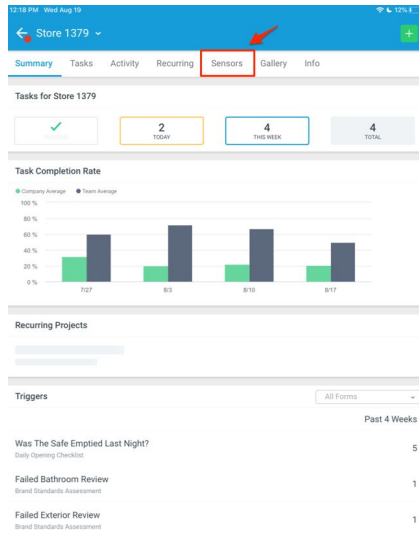 12:18 PM Wed Aug 19
12%
Store 1379
Summary Tasks Activity Recurring Sensors Gallery Info
Tasks for Store 1379
2 4 4
TODAY THIS WEEK TOTAL
Task Completion Rate
Company Average Team Average
100 %
80 %
60 %
40 %
20 %
0 %
7/27 8/3 8/10 8/17
Recurring Projects
Triggers
All Forms
Past 4 Weeks
Was The Safe Emptied Last Night? 5
Daily Opening Checklist
Failed Bathroom Review 1
Brand Standards Assessment
Failed Exterior Review 1
Brand Standards Assessment